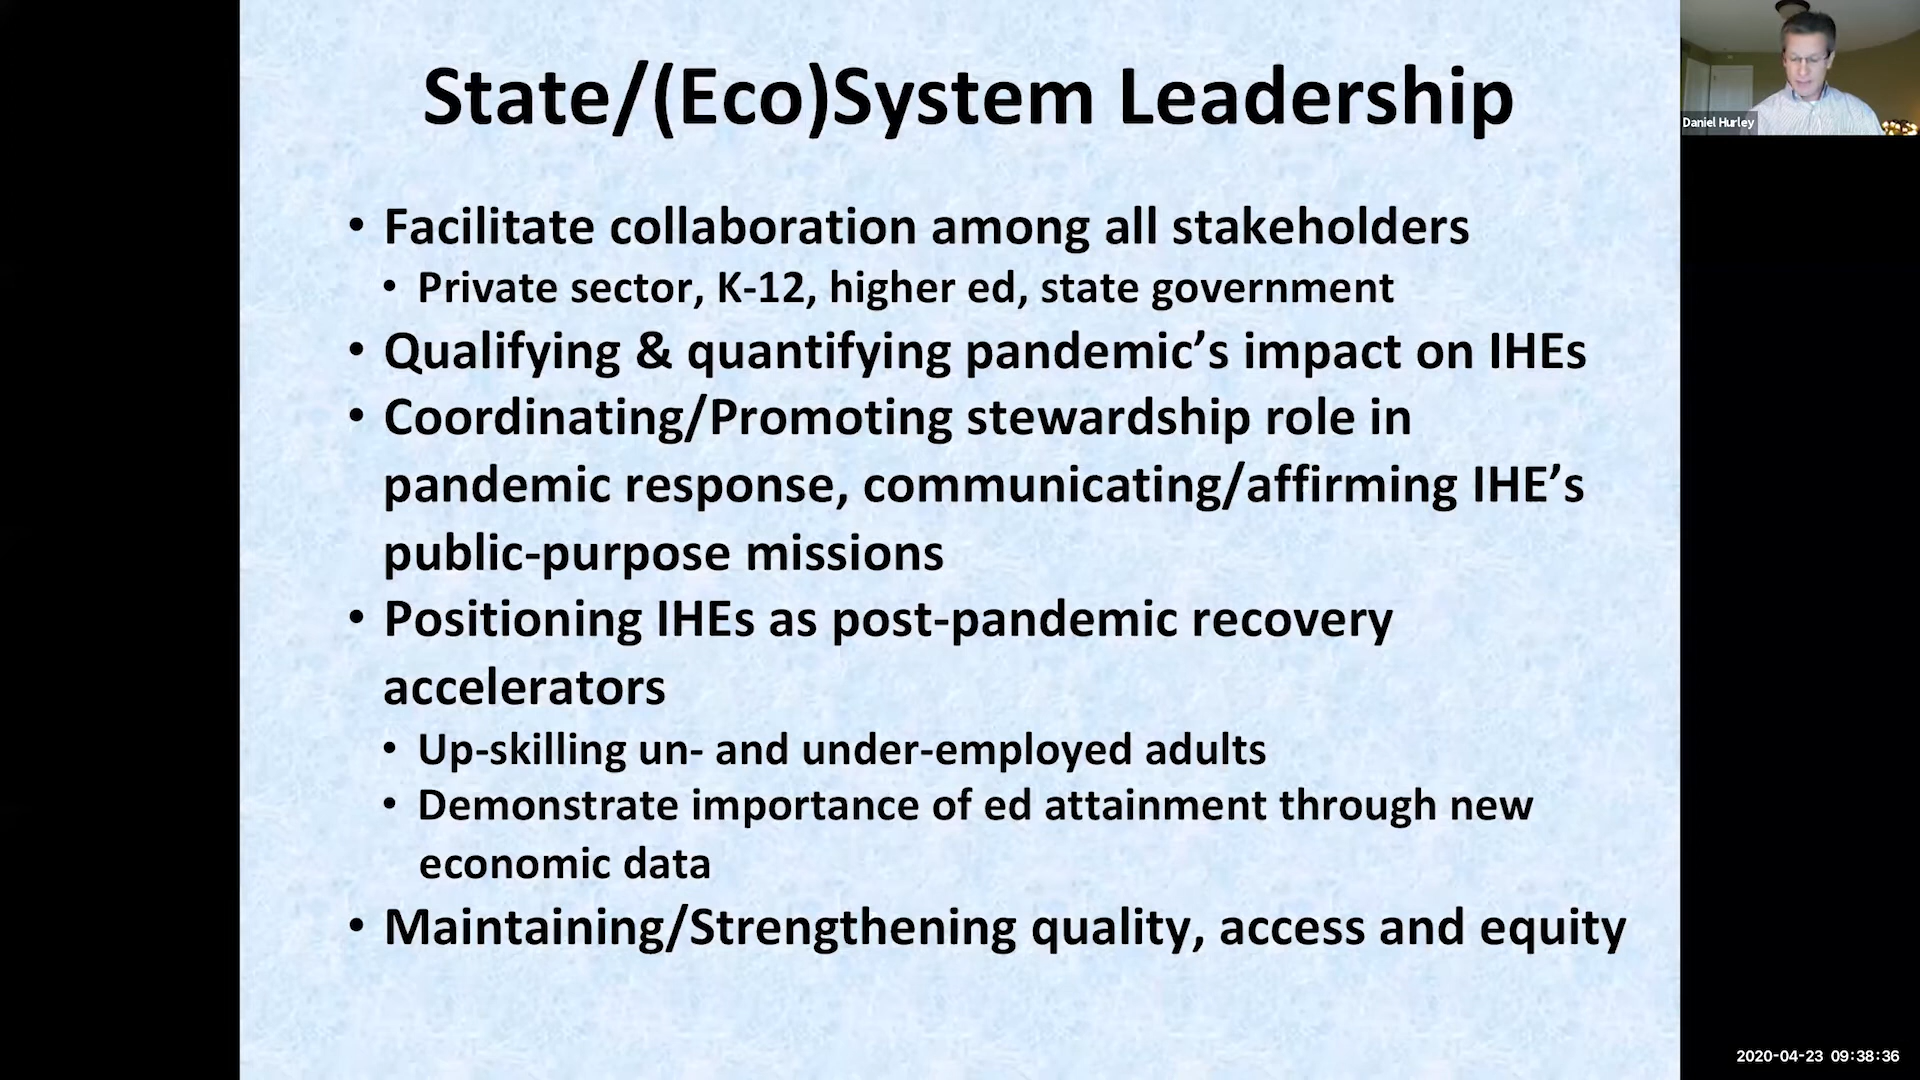 State/(Eco)System Leadership
Daniel Hurley
• Facilitate collaboration among all stakeholders
• Private sector, K-12, higher ed, state government
• Qualifying & quantifying pandemic’s impact on IHEs
• Coordinating/Promoting stewardship role in
pandemic response, communicating/affirming IHE’s
public-purpose missions
• Positioning IHEs as post-pandemic recovery
accelerators
• Up-skilling un- and under-employed adults
• Demonstrate importance of ed attainment through new
economic data
• Maintaining/Strengthening quality, access and equity
2020-04-23 09:38:36